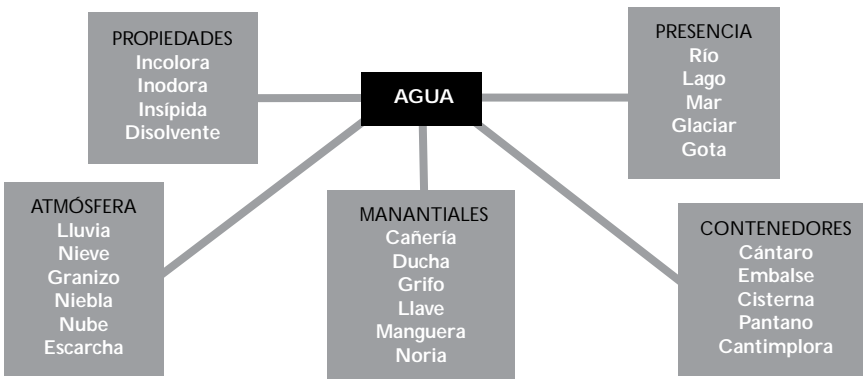 PROPIEDADES
Incolora
Inodora
Insípida
Disolvente
AGUA
PRESENCIA
Río
Lago
Mar
Glaciar
Gota
ATMÓSFERA
Lluvia
Nieve
Granizo
Niebla
Nube
Escarcha
MANANTIALES
Cañería
Ducha
Grifo
Llave
Manguera
Noria
CONTENEDORES
Cántaro
Embalse
Cisterna
Pantano
Cantimplora